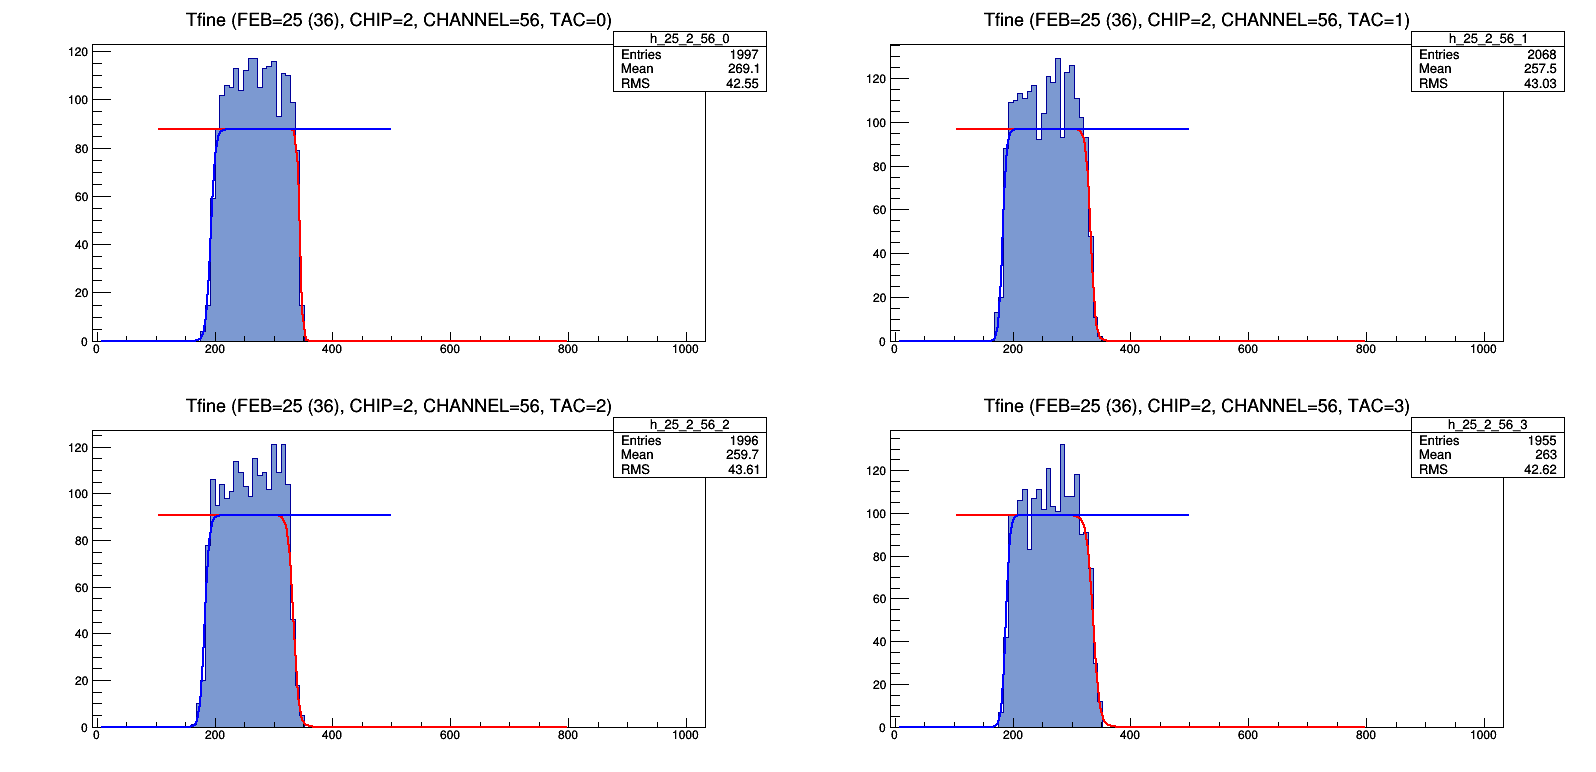 Tfine (FEB=25 (36), CHIP=2, CHANNEL=56, TAC=0)
h_25_2_56_0
Entries 1997
Mean 269.1
RMS 42.55
120
100
80
60
40
20
0
0 200 400 600 800 1000
Tfine (FEB=25 (36), CHIP=2, CHANNEL=56, TAC=1)
h_25_2_56_1
Entries 2068
Mean 257.5
RMS 43.03
120
100
80
60
40
20
0
0 200 400 600 800 1000
Tfine (FEB=25 (36), CHIP=2, CHANNEL=56, TAC=2)
h_25_2_56_2
Entries 1996
Mean 259.7
RMS 43.61
120
100
80
60
40
20
0
0 200 400 600 800 1000
Tfine (FEB=25 (36), CHIP=2, CHANNEL=56, TAC=3)
h_25_2_56_3
Entries 1955
Mean 263
RMS 42.62
120
100
80
60
40
20
0
0 200 400 600 800 1000